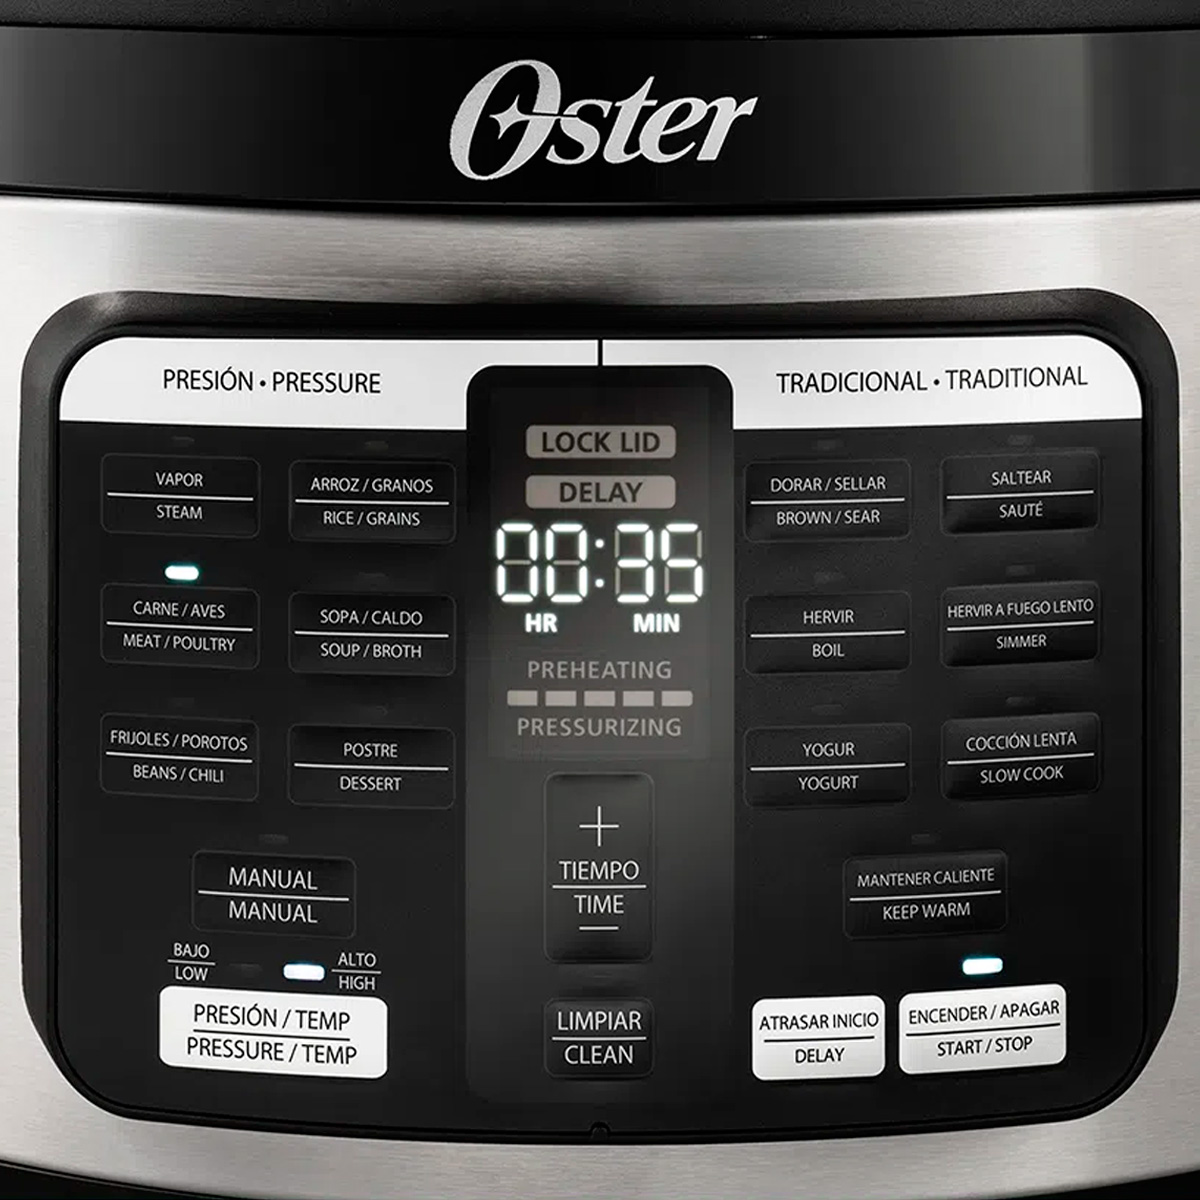 Oster
PRESIÓN • PRESSURE
TRADICIONAL • TRADITIONAL
VAPOR
STEAM
ARROZ / GRANOS
RICE / GRAINS
CARNE / AVES
MEAT / POULTRY
SOPA / CALDO
SOUP / BROTH
FRIJOLES / POROTOS
BEANS / CHILI
POSTRE
DESSERT
MANUAL
MANUAL
BAJO
LOW
ALTO
HIGH
PRESIÓN / TEMP
PRESSURE / TEMP
LOCK LID
DELAY
00:35
HR MIN
PREHEATING
PRESSURIZING
+
TIEMPO
TIME
—
LIMPIAR
CLEAN
DORAR / SELLAR
BROWN / SEAR
SALTEAR
SAUTÉ
HERVIR
BOIL
HERVIR A FUEGO LENTO
SIMMER
YOGUR
YOGURT
COCCIÓN LENTA
SLOW COOK
MANTENER CALIENTE
KEEP WARM
ATRASAR INICIO
DELAY
ENCENDER / APAGAR
START / STOP